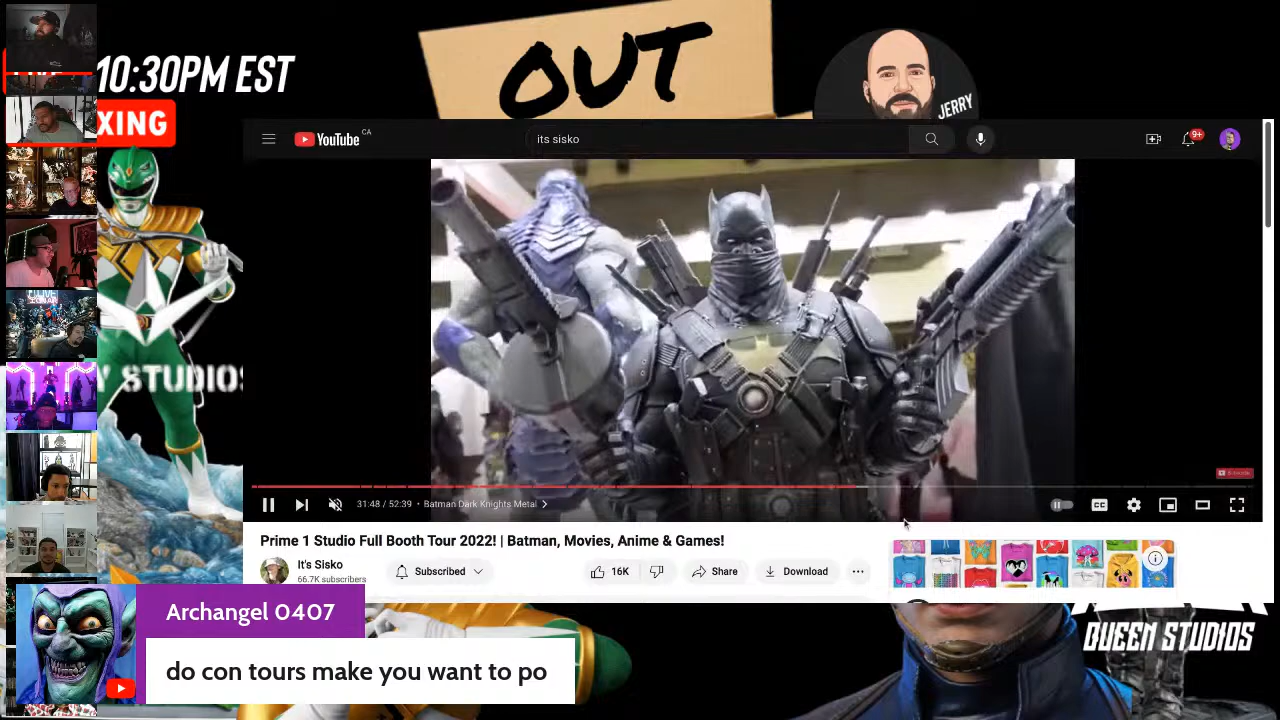 OUT
10:30PM EST
JERRY
XING
YouTube CA
its sisko
9+
Y STUDIOS
31:48 / 52:39 • Batman Dark Knights Metal
CC
Prime 1 Studio Full Booth Tour 2022! | Batman, Movies, Anime & Games!
It's Sisko
66.7K subscribers
Subscribed
16K
Share
Download
Archangel 0407
do con tours make you want to po
QUEEN STUDIOS